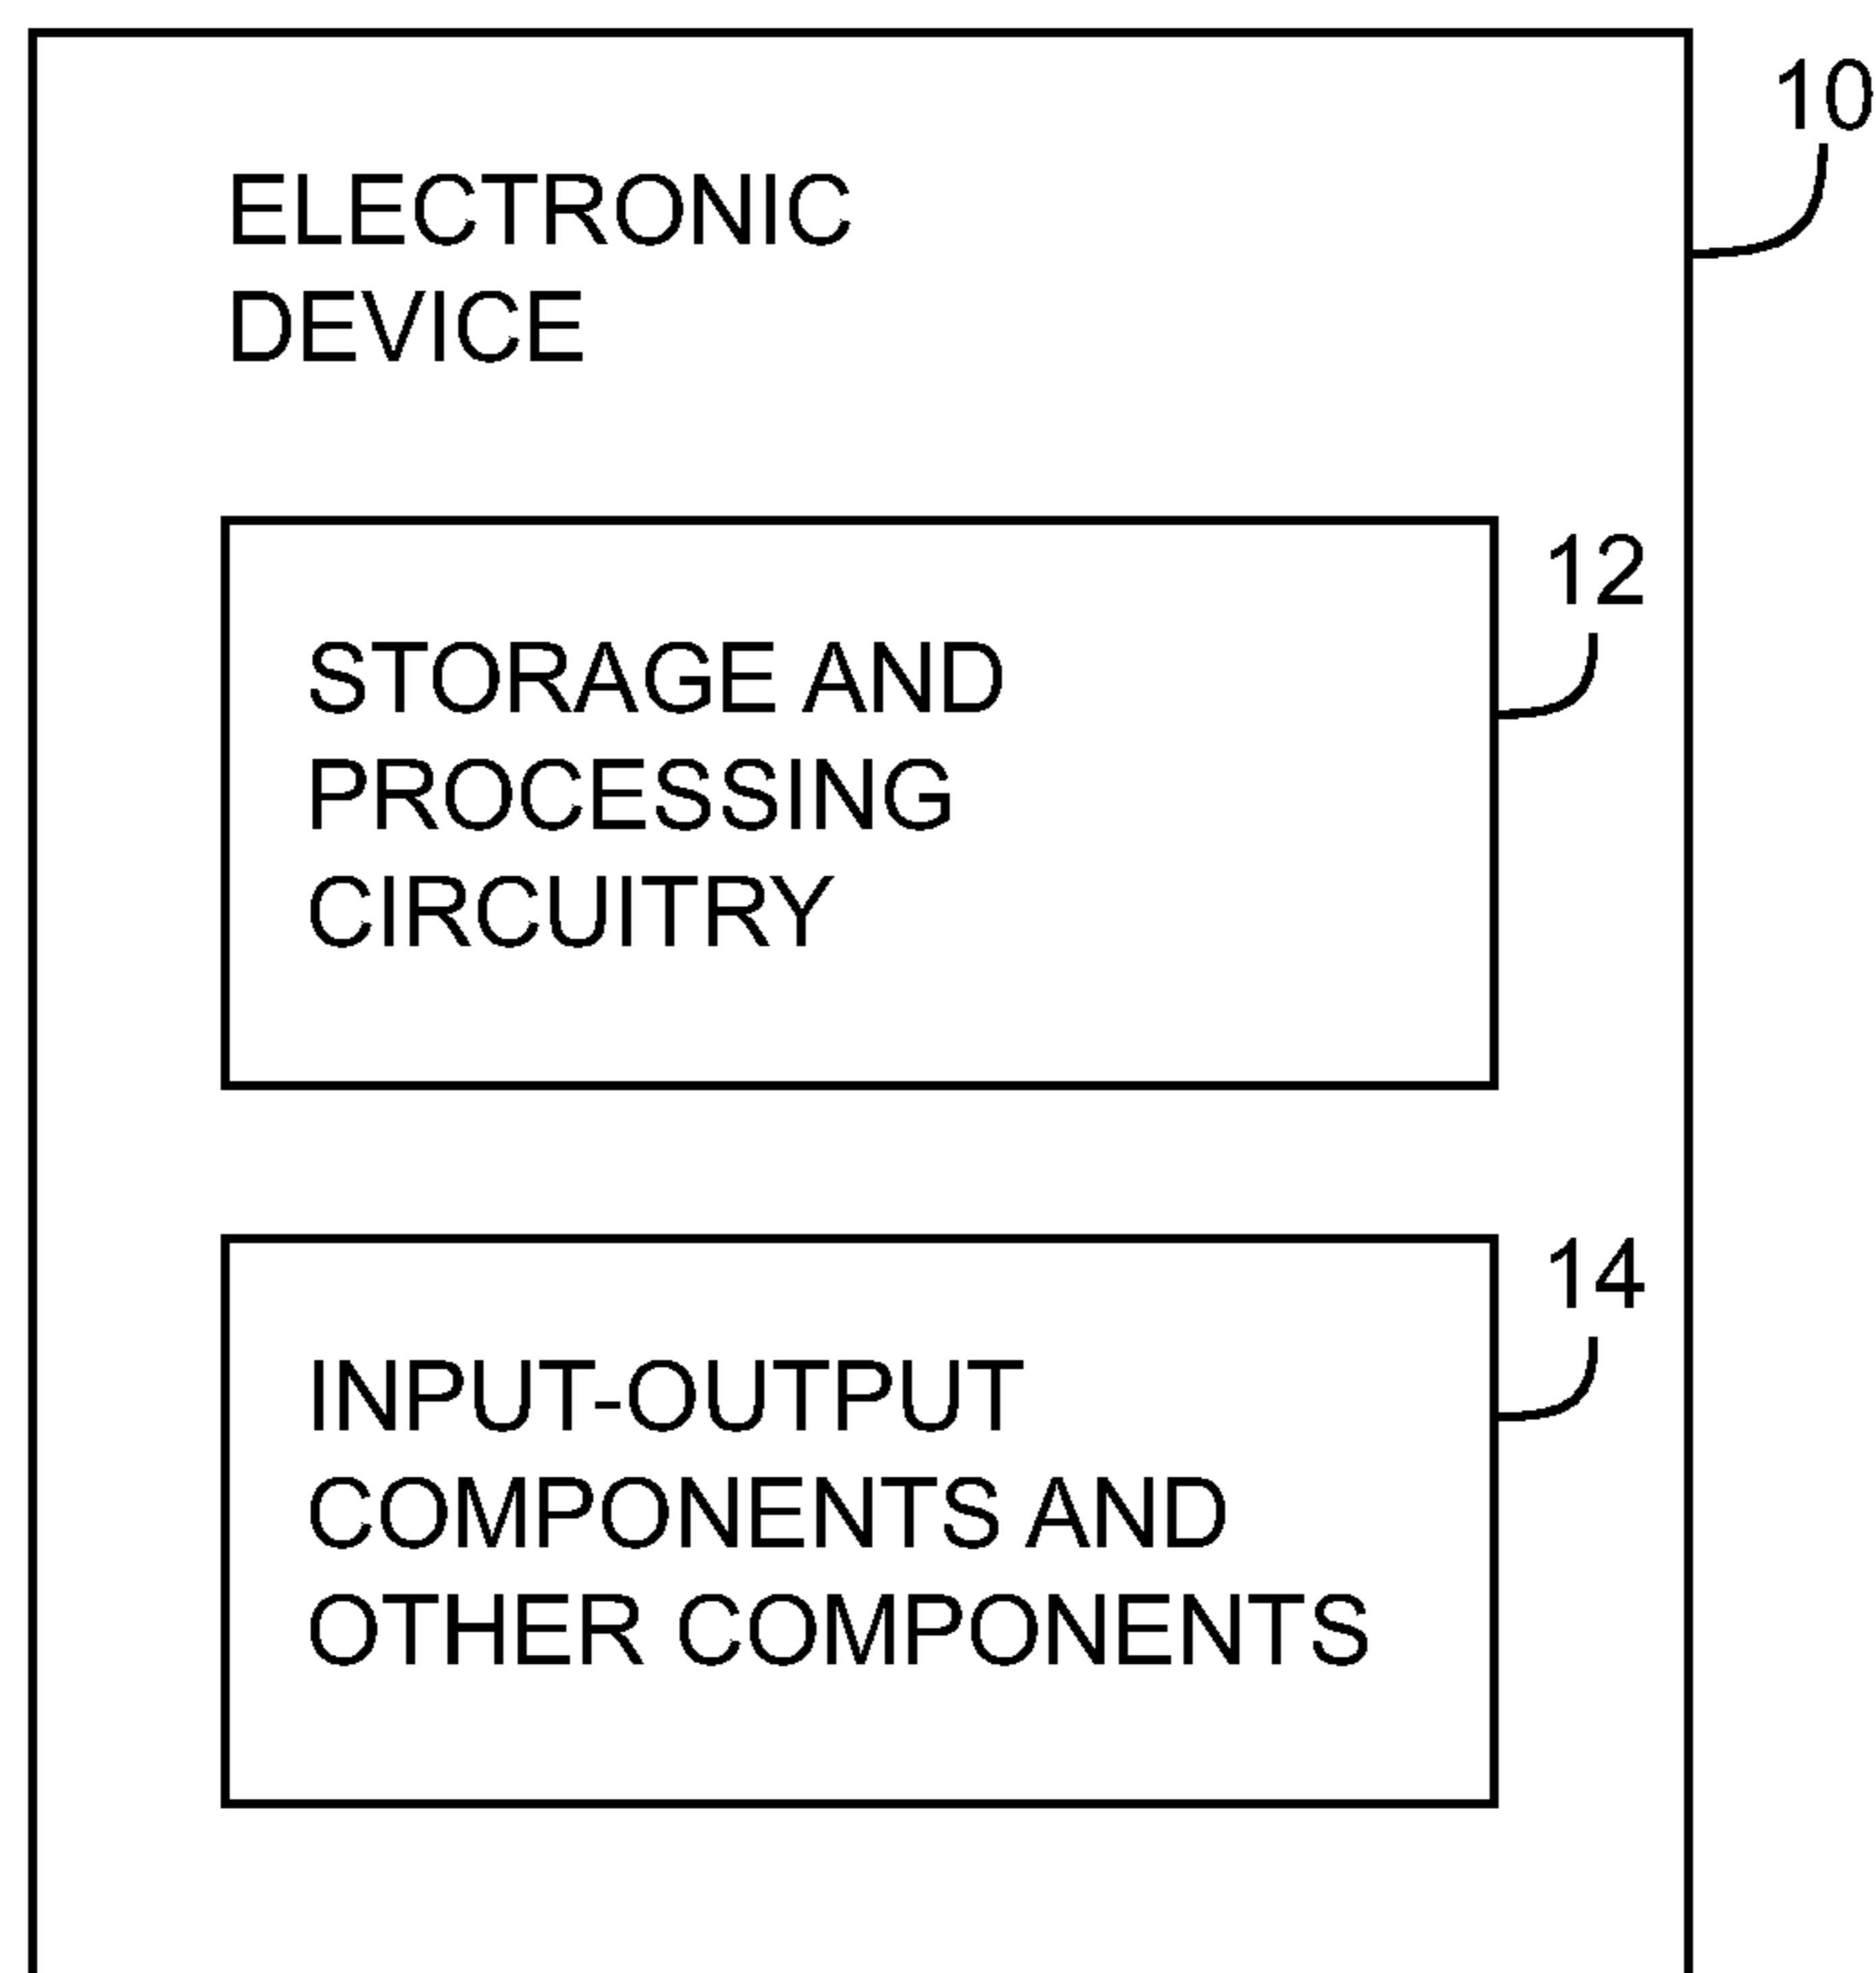 10
ELECTRONIC
DEVICE
12
STORAGE AND
PROCESSING
CIRCUITRY
14
INPUT-OUTPUT
COMPONENTS AND
OTHER COMPONENTS